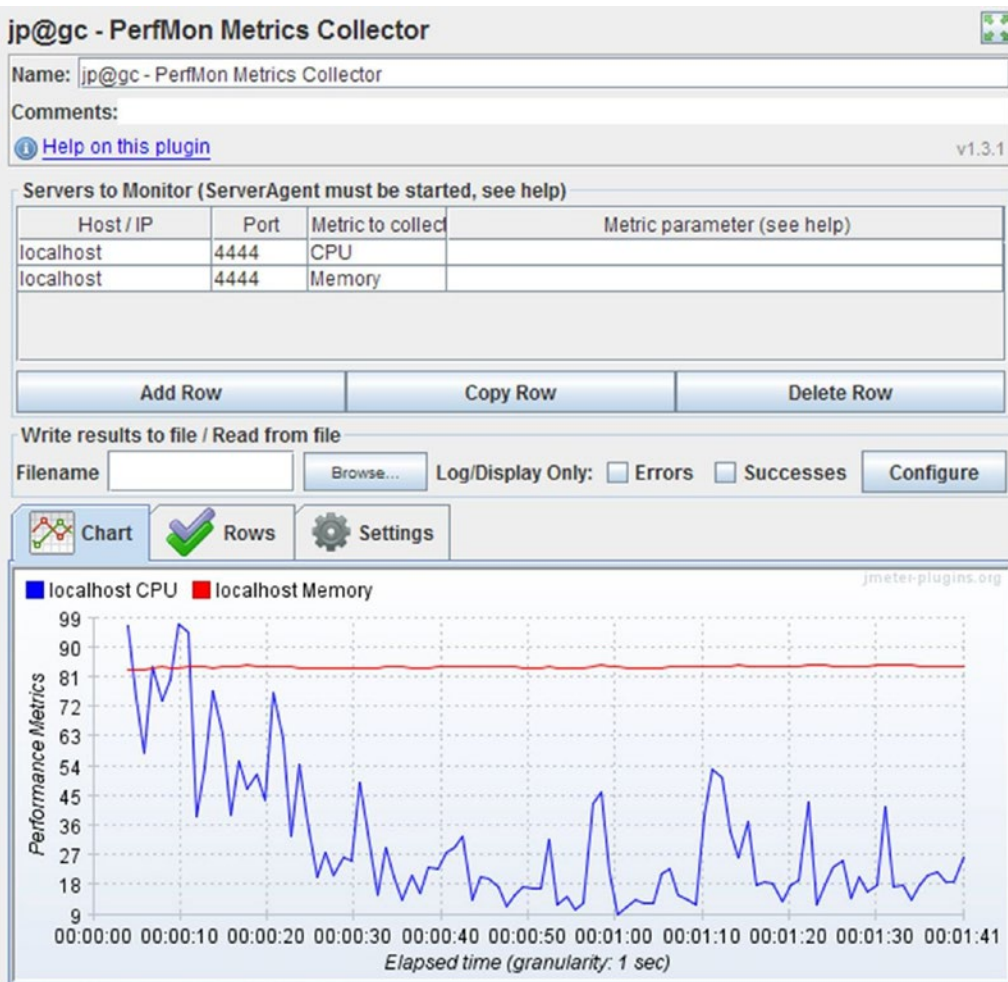 jp@gc - PerfMon Metrics Collector
Name: jp@gc - PerfMon Metrics Collector
Comments:
Help on this plugin v1.3.1
Servers to Monitor (ServerAgent must be started, see help)
Host / IP Port Metric to collect Metric parameter (see help)
localhost 4444 CPU
localhost 4444 Memory
Add Row Copy Row Delete Row
Write results to file / Read from file
Filename Browse... Log/Display Only: Errors Successes Configure
Chart Rows Settings
localhost CPU localhost Memory jmeter-plugins.org
99
90
81
72
63
54
45
36
27
18
9
Performance Metrics
00:00:00 00:00:10 00:00:20 00:00:30 00:00:40 00:00:50 00:01:00 00:01:10 00:01:20 00:01:30 00:01:41
Elapsed time (granularity: 1 sec)